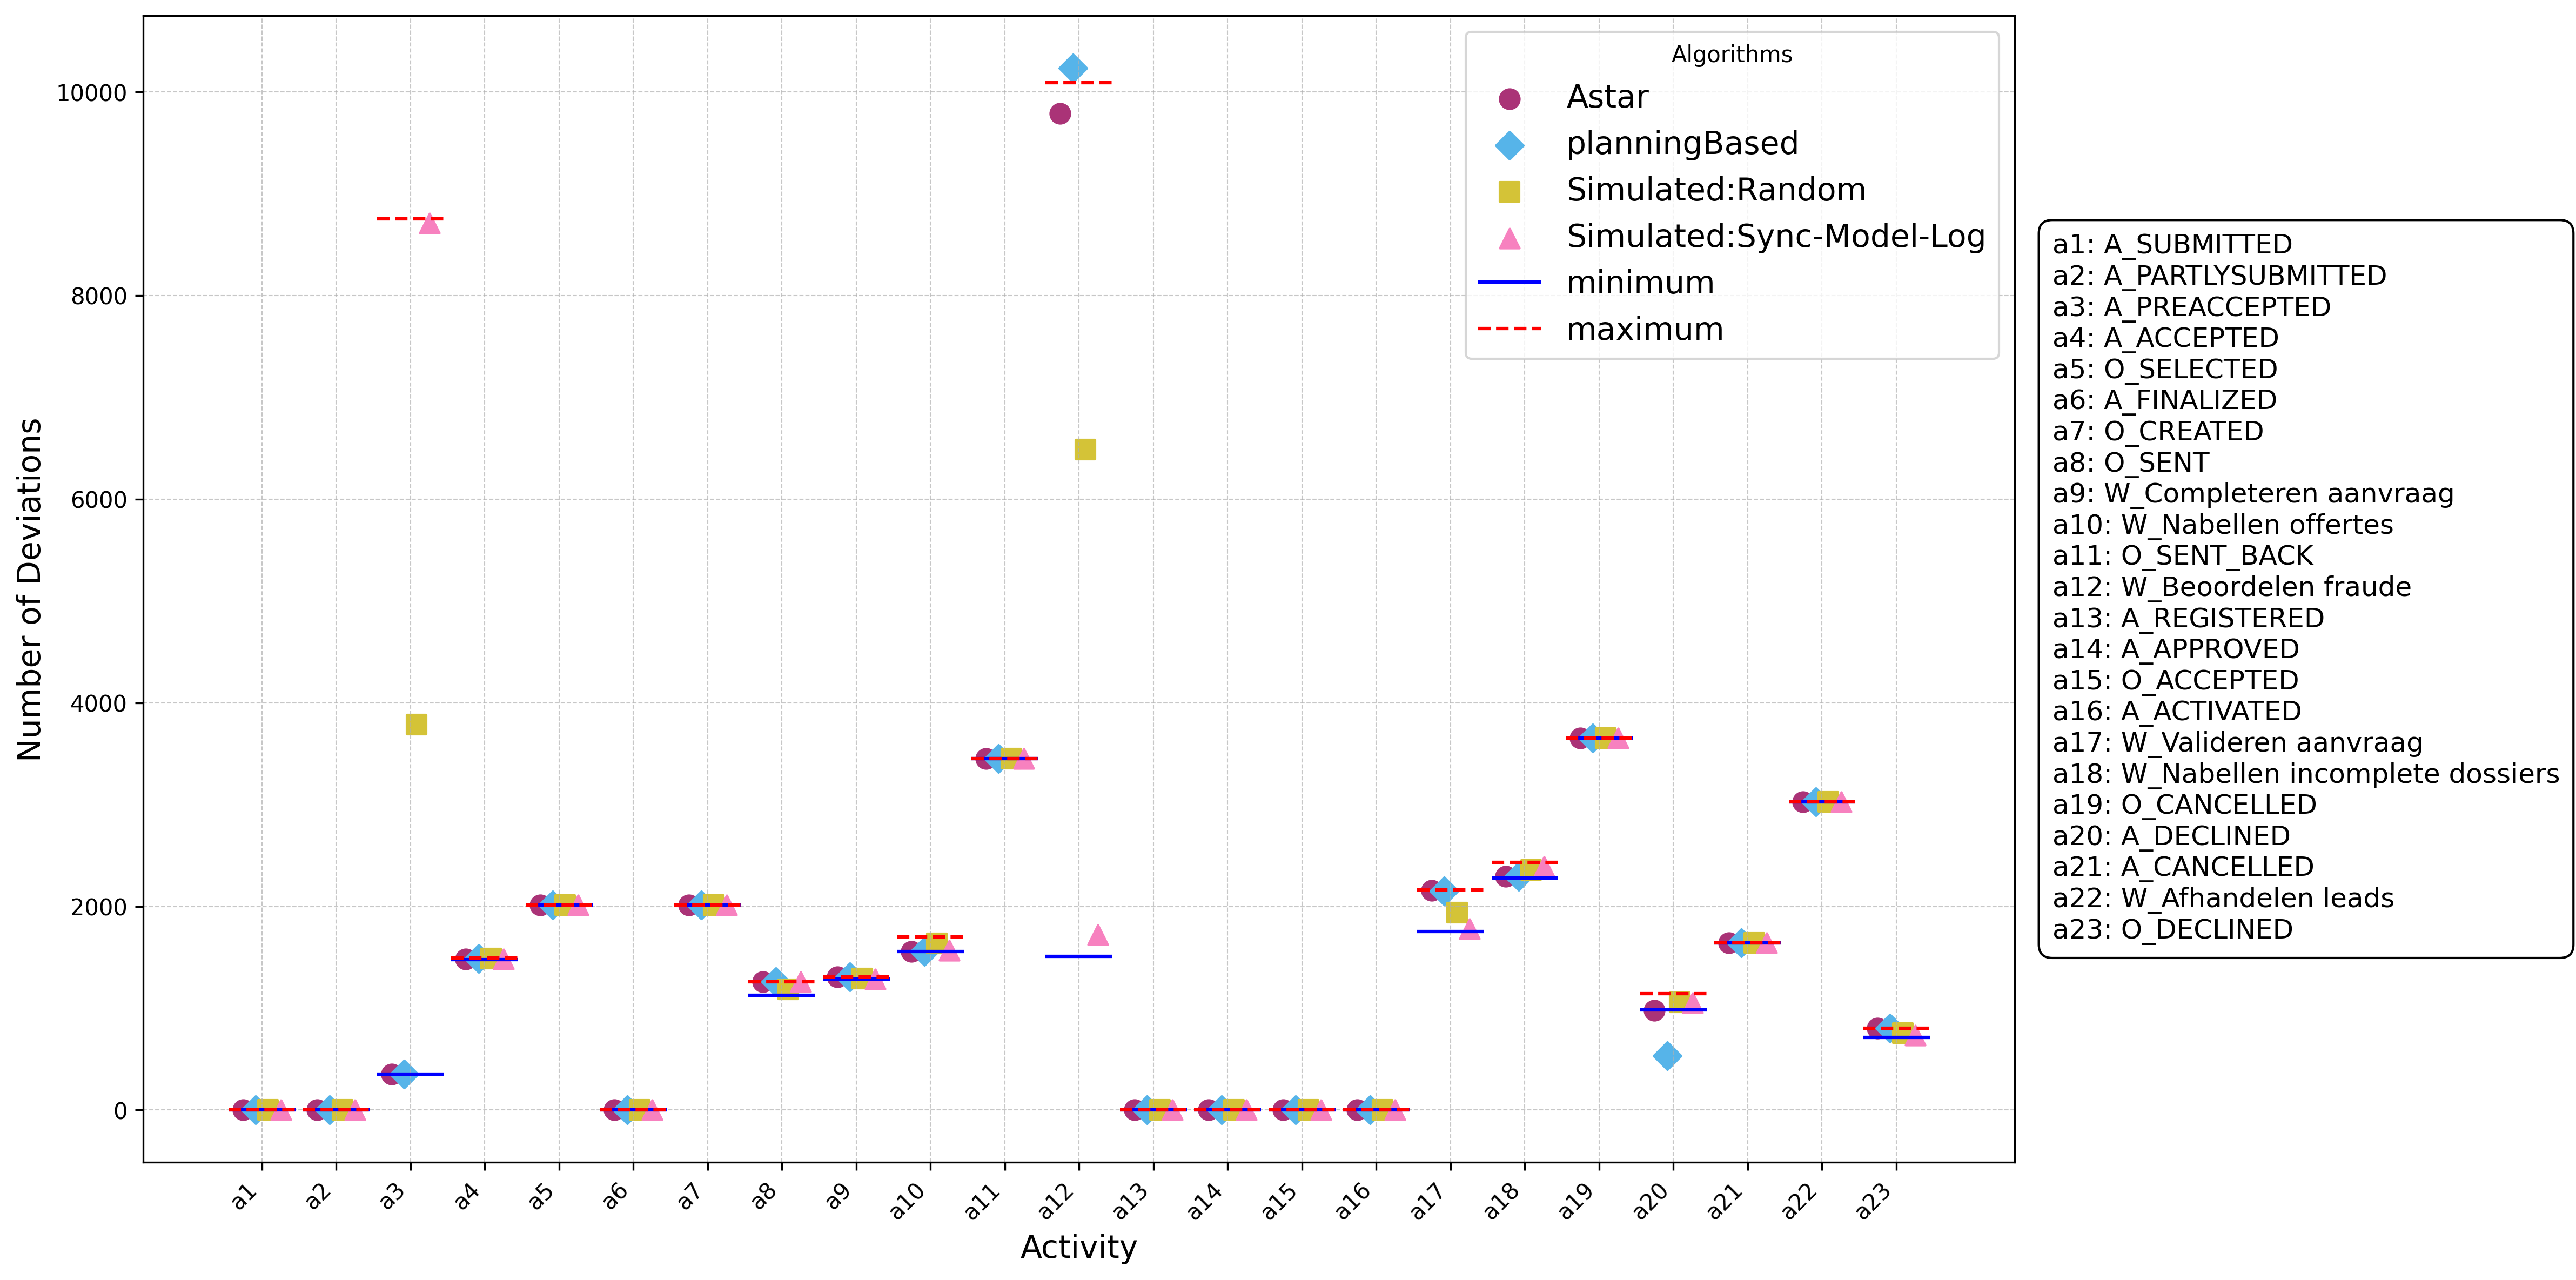 Algorithms
Astar
planningBased
Simulated:Random
Simulated:Sync-Model-Log
minimum
maximum
10000
8000
6000
4000
2000
0
Number of Deviations
a1
a2
a3
a4
a5
a6
a7
a8
a9
a10
a11
a12
a13
a14
a15
a16
a17
a18
a19
a20
a21
a22
a23
Activity
a1: A_SUBMITTED
a2: A_PARTLYSUBMITTED
a3: A_PREACCEPTED
a4: A_ACCEPTED
a5: O_SELECTED
a6: A_FINALIZED
a7: O_CREATED
a8: O_SENT
a9: W_Completeren aanvraag
a10: W_Nabellen offertes
a11: O_SENT_BACK
a12: W_Beoordelen fraude
a13: A_REGISTERED
a14: A_APPROVED
a15: O_ACCEPTED
a16: A_ACTIVATED
a17: W_Valideren aanvraag
a18: W_Nabellen incomplete dossiers
a19: O_CANCELLED
a20: A_DECLINED
a21: A_CANCELLED
a22: W_Afhandelen leads
a23: O_DECLINED